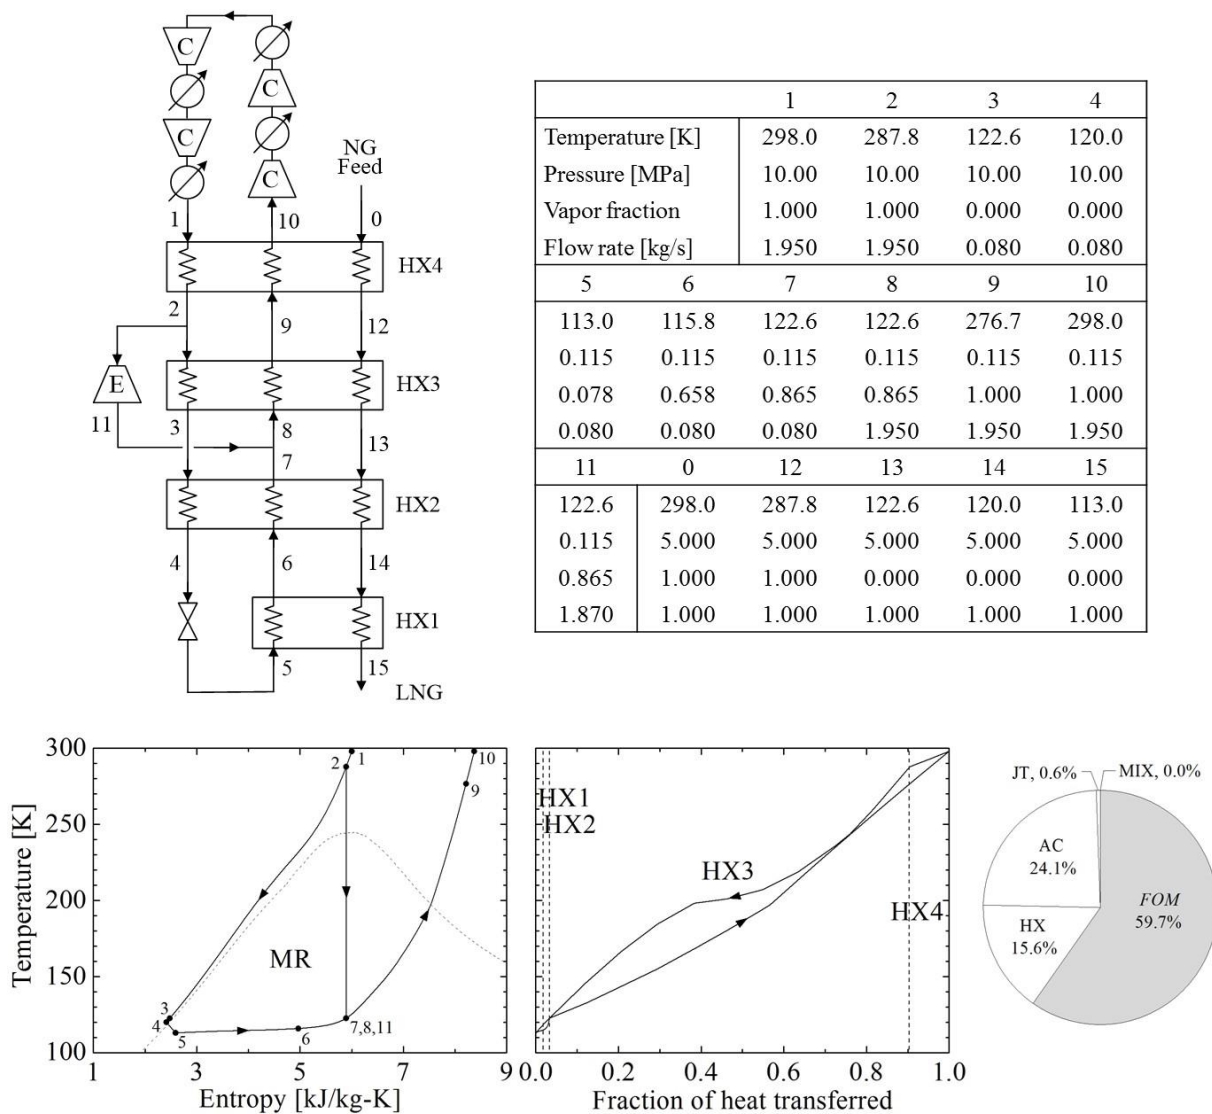 C
C
C
C
NG
Feed
1
10
0
HX4
2
9
12
E
HX3
11
3
8
13
7
HX2
4
6
14
HX1
5
15
LNG
1 2 3 4
Temperature [K] 298.0 287.8 122.6 120.0
Pressure [MPa] 10.00 10.00 10.00 10.00
Vapor fraction 1.000 1.000 0.000 0.000
Flow rate [kg/s] 1.950 1.950 0.080 0.080
5 6 7 8 9 10
113.0 115.8 122.6 122.6 276.7 298.0
0.115 0.115 0.115 0.115 0.115 0.115
0.078 0.658 0.865 0.865 1.000 1.000
0.080 0.080 0.080 1.950 1.950 1.950
11 0 12 13 14 15
122.6 298.0 287.8 122.6 120.0 113.0
0.115 5.000 5.000 5.000 5.000 5.000
0.865 1.000 1.000 0.000 0.000 0.000
1.870 1.000 1.000 1.000 1.000 1.000
300
250
200
150
100
Temperature [K]
1
2
10
9
MR
3
4
5
6
7,8,11
1 3 5 7 9
Entropy [kJ/kg-K]
HX1
HX2
HX3
HX4
0.0 0.2 0.4 0.6 0.8 1.0
Fraction of heat transferred
JT, 0.6%
MIX, 0.0%
AC
24.1%
HX
15.6%
FOM
59.7%